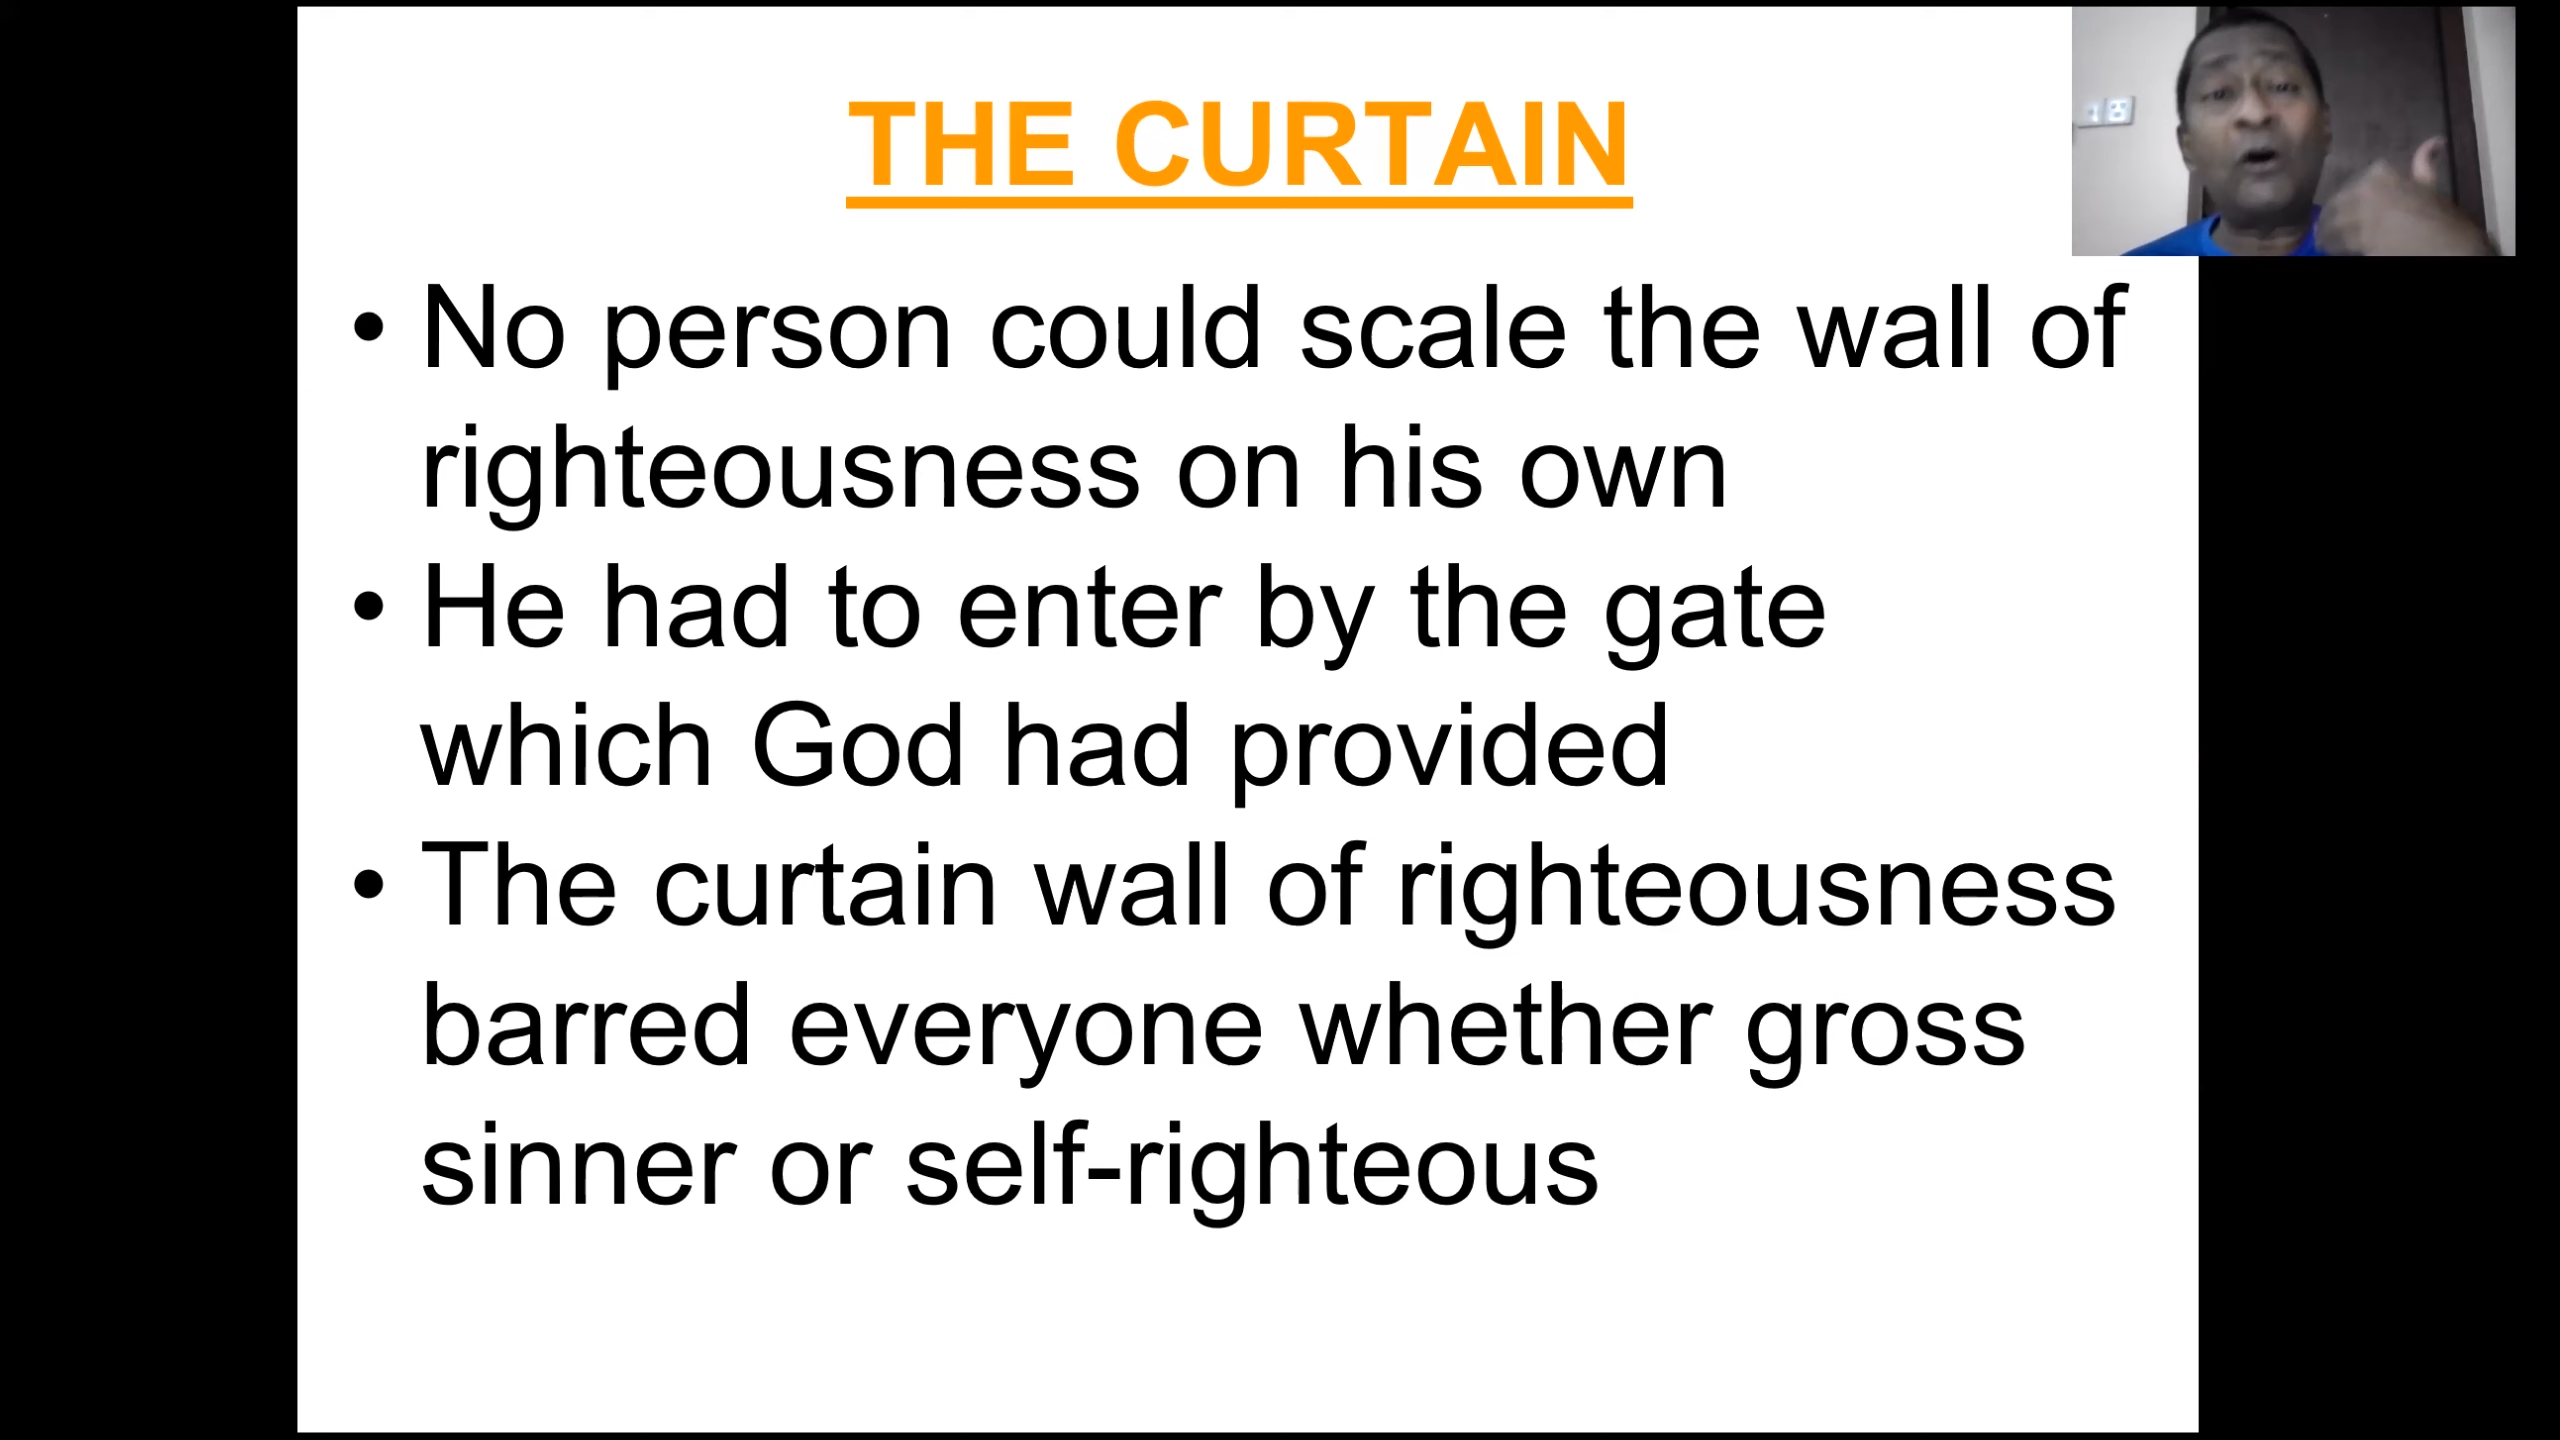 THE CURTAIN
• No person could scale the wall of
righteousness on his own
• He had to enter by the gate
which God had provided
• The curtain wall of righteousness
barred everyone whether gross
sinner or self-righteous